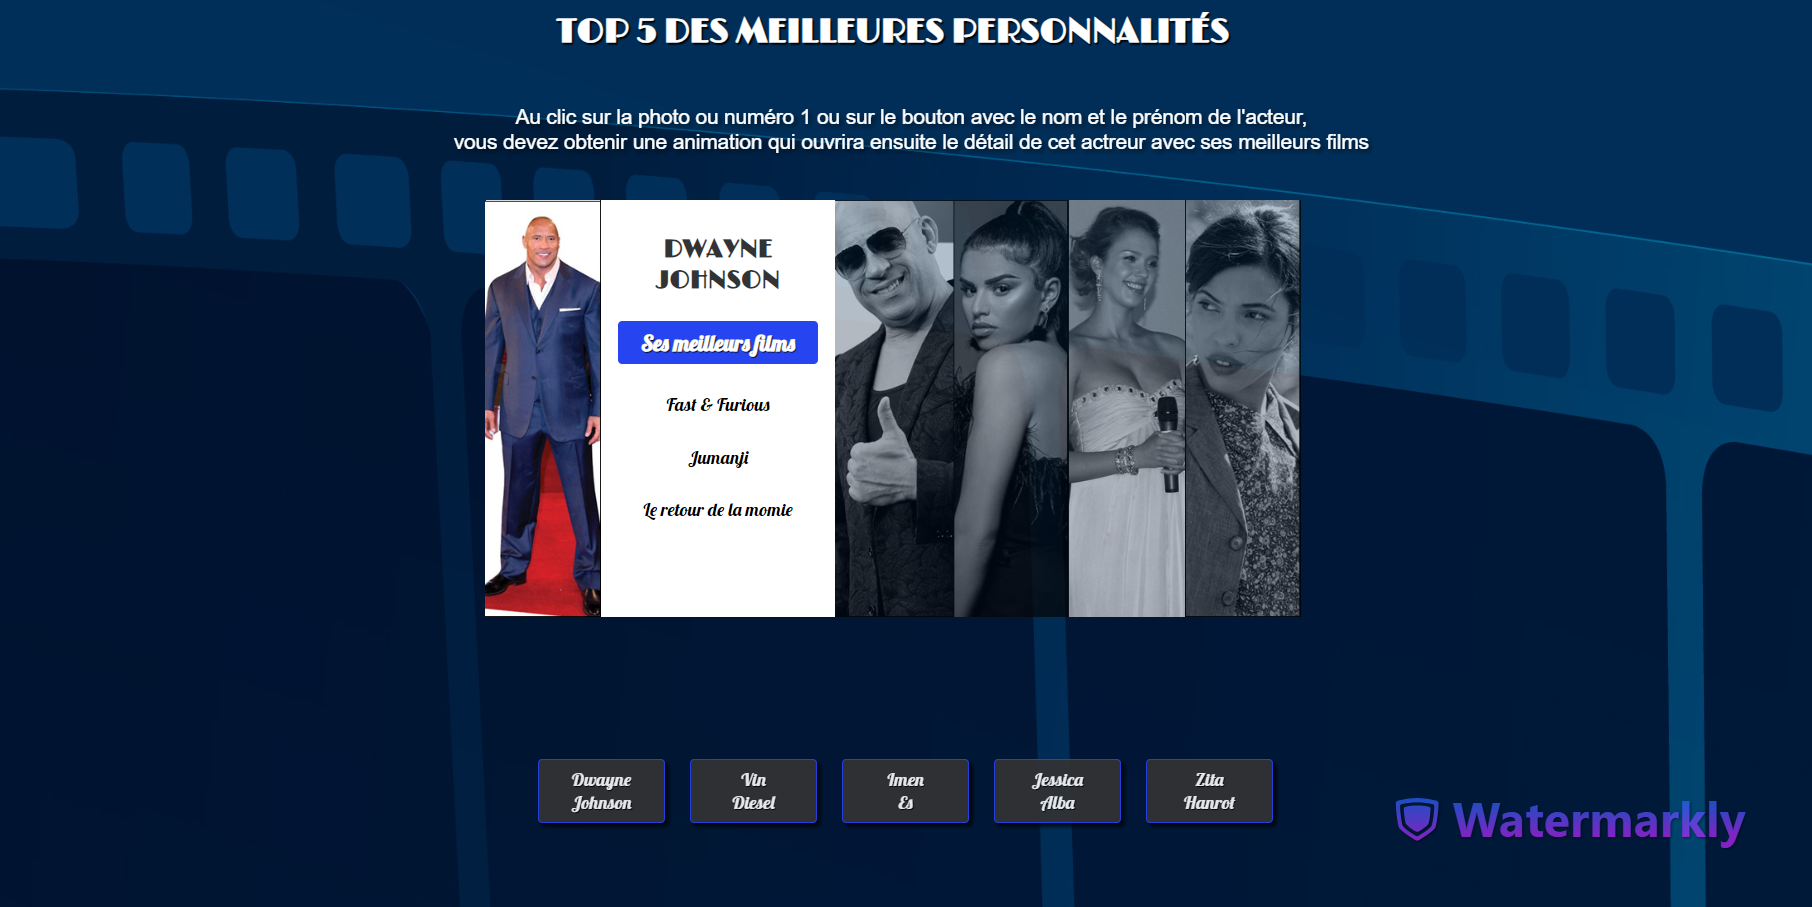 TOP 5 DES MEILLEURES PERSONNALITÉS
Au clic sur la photo ou numéro 1 ou sur le bouton avec le nom et le prénom de l'acteur,
vous devez obtenir une animation qui ouvrira ensuite le détail de cet actreur avec ses meilleurs films
DWAYNE
JOHNSON
Ses meilleurs films
Fast & Furious
Jumanji
Le retour de la momie
Dwayne
Johnson
Vin
Diesel
Imen
Es
Jessica
Alba
Zita
Hanrot
Watermarkly